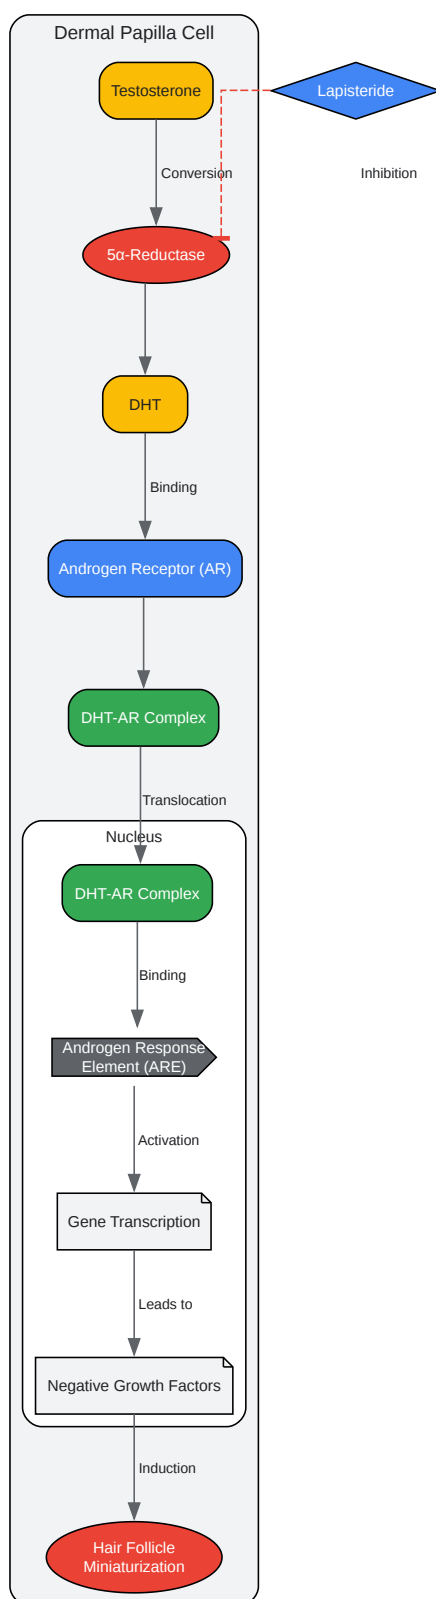 Dermal Papilla Cell
Testosterone
Lapisteride
Conversion
Inhibition
5α-Reductase
DHT
Binding
Androgen Receptor (AR)
DHT-AR Complex
Translocation
Nucleus
DHT-AR Complex
Binding
Androgen Response
Element (ARE)
Activation
Gene Transcription
Leads to
Negative Growth Factors
Induction
Hair Follicle
Miniaturization